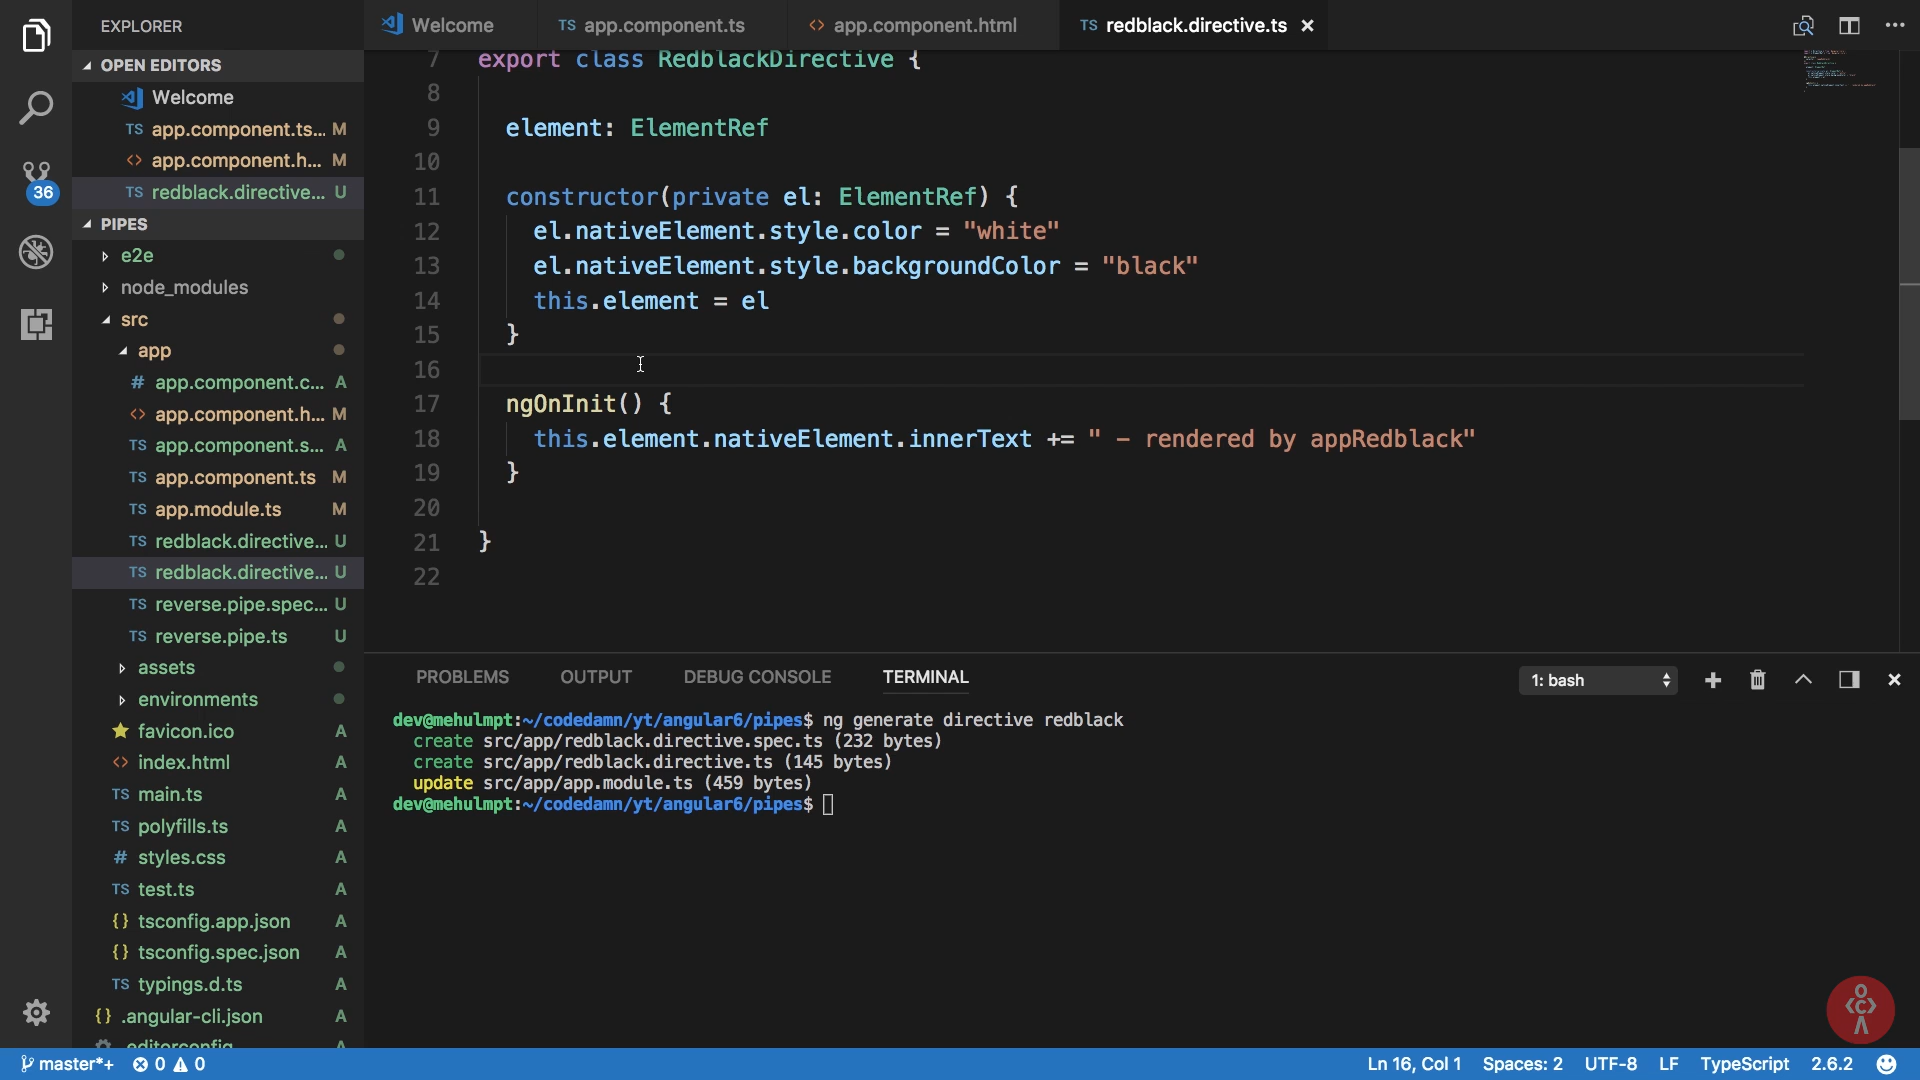 EXPLORER
OPEN EDITORS
Welcome
TS app.component.ts... M
<> app.component.h... M
TS redblack.directive... U
36
PIPES
e2e
node_modules
src
app
# app.component.c... A
<> app.component.h... M
TS app.component.s... A
TS app.component.ts M
TS app.module.ts M
TS redblack.directive... U
TS redblack.directive... U
TS reverse.pipe.spec... U
TS reverse.pipe.ts U
assets
environments
favicon.ico A
<> index.html A
TS main.ts A
TS polyfills.ts A
# styles.css A
TS test.ts A
{} tsconfig.app.json A
{} tsconfig.spec.json A
TS typings.d.ts A
{} .angular-cli.json A
.editorconfig A
Welcome TS app.component.ts <> app.component.html TS redblack.directive.ts ×
7 export class RedblackDirective {
8
9 element: ElementRef
10
11 constructor(private el: ElementRef) {
12 el.nativeElement.style.color = "white"
13 el.nativeElement.style.backgroundColor = "black"
14 this.element = el
15 }
16
17 ngOnInit() {
18 this.element.nativeElement.innerText += " - rendered by appRedblack"
19 }
20
21 }
22
PROBLEMS OUTPUT DEBUG CONSOLE TERMINAL 1: bash
dev@mehulmpt:~/codedamn/yt/angular6/pipes$ ng generate directive redblack
create src/app/redblack.directive.spec.ts (232 bytes)
create src/app/redblack.directive.ts (145 bytes)
update src/app/app.module.ts (459 bytes)
dev@mehulmpt:~/codedamn/yt/angular6/pipes$
master*+ 0 0 Ln 16, Col 1 Spaces: 2 UTF-8 LF TypeScript 2.6.2